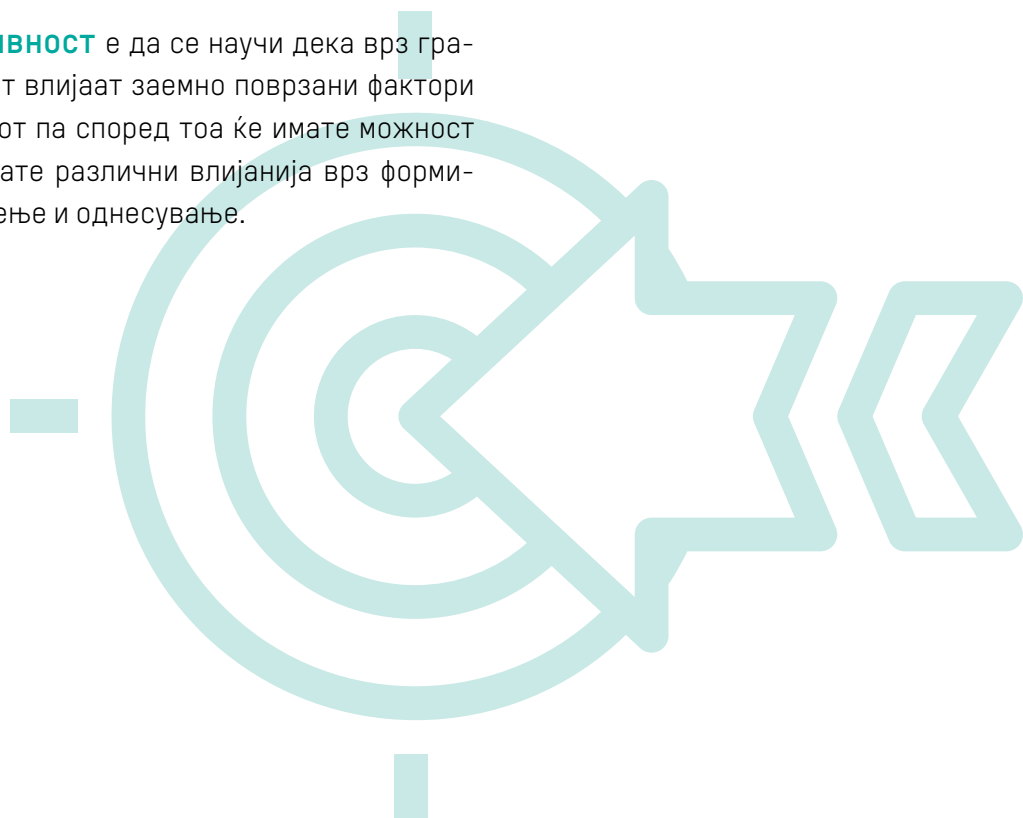 ивност е да се научи дека врз гра-
т влијаат заемно поврзани фактори
от па според тоа ќе имате можност
ате различни влијанија врз форми-
ење и однесување.